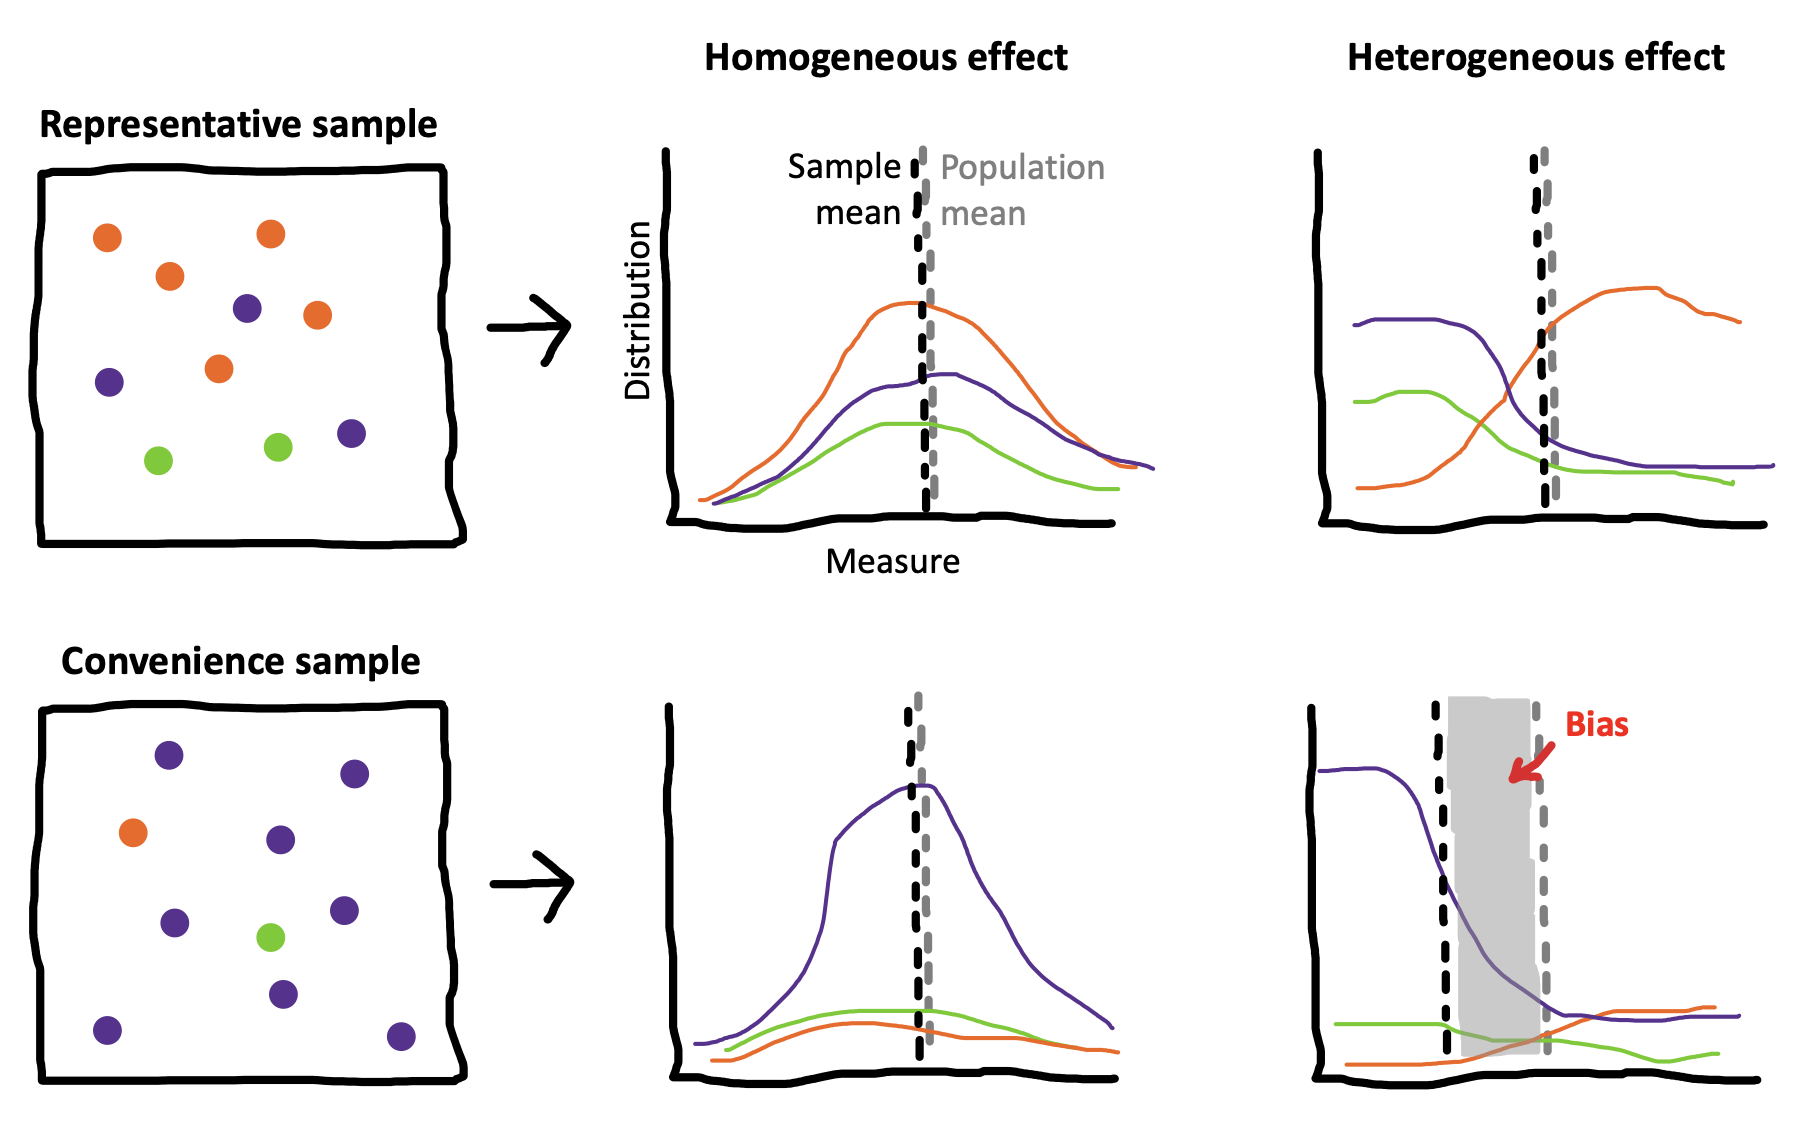 Homogeneous effect
Heterogeneous effect
Representative sample
Sample
mean
Population
mean
Distribution
Measure
Convenience sample
Bias